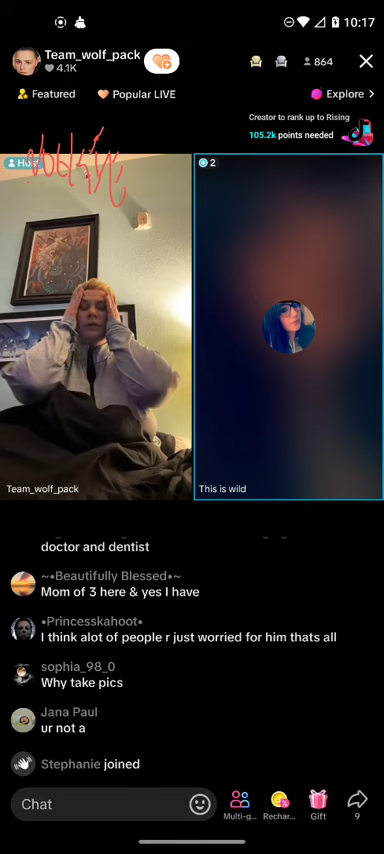 10:17
Team_wolf_pack
4.1K
864
Featured
Popular LIVE
Explore >
Creator to rank up to Rising
105.2k points needed
Host
2
Team_wolf_pack
This is wild
doctor and dentist
~•Beautifully Blessed•~
Mom of 3 here & yes I have
•Princesskahoot•
I think alot of people r just worried for him thats all
sophia_98_0
Why take pics
Jana Paul
ur not a
Stephanie joined
Chat
Multi-g...
Rechar...
Gift
9